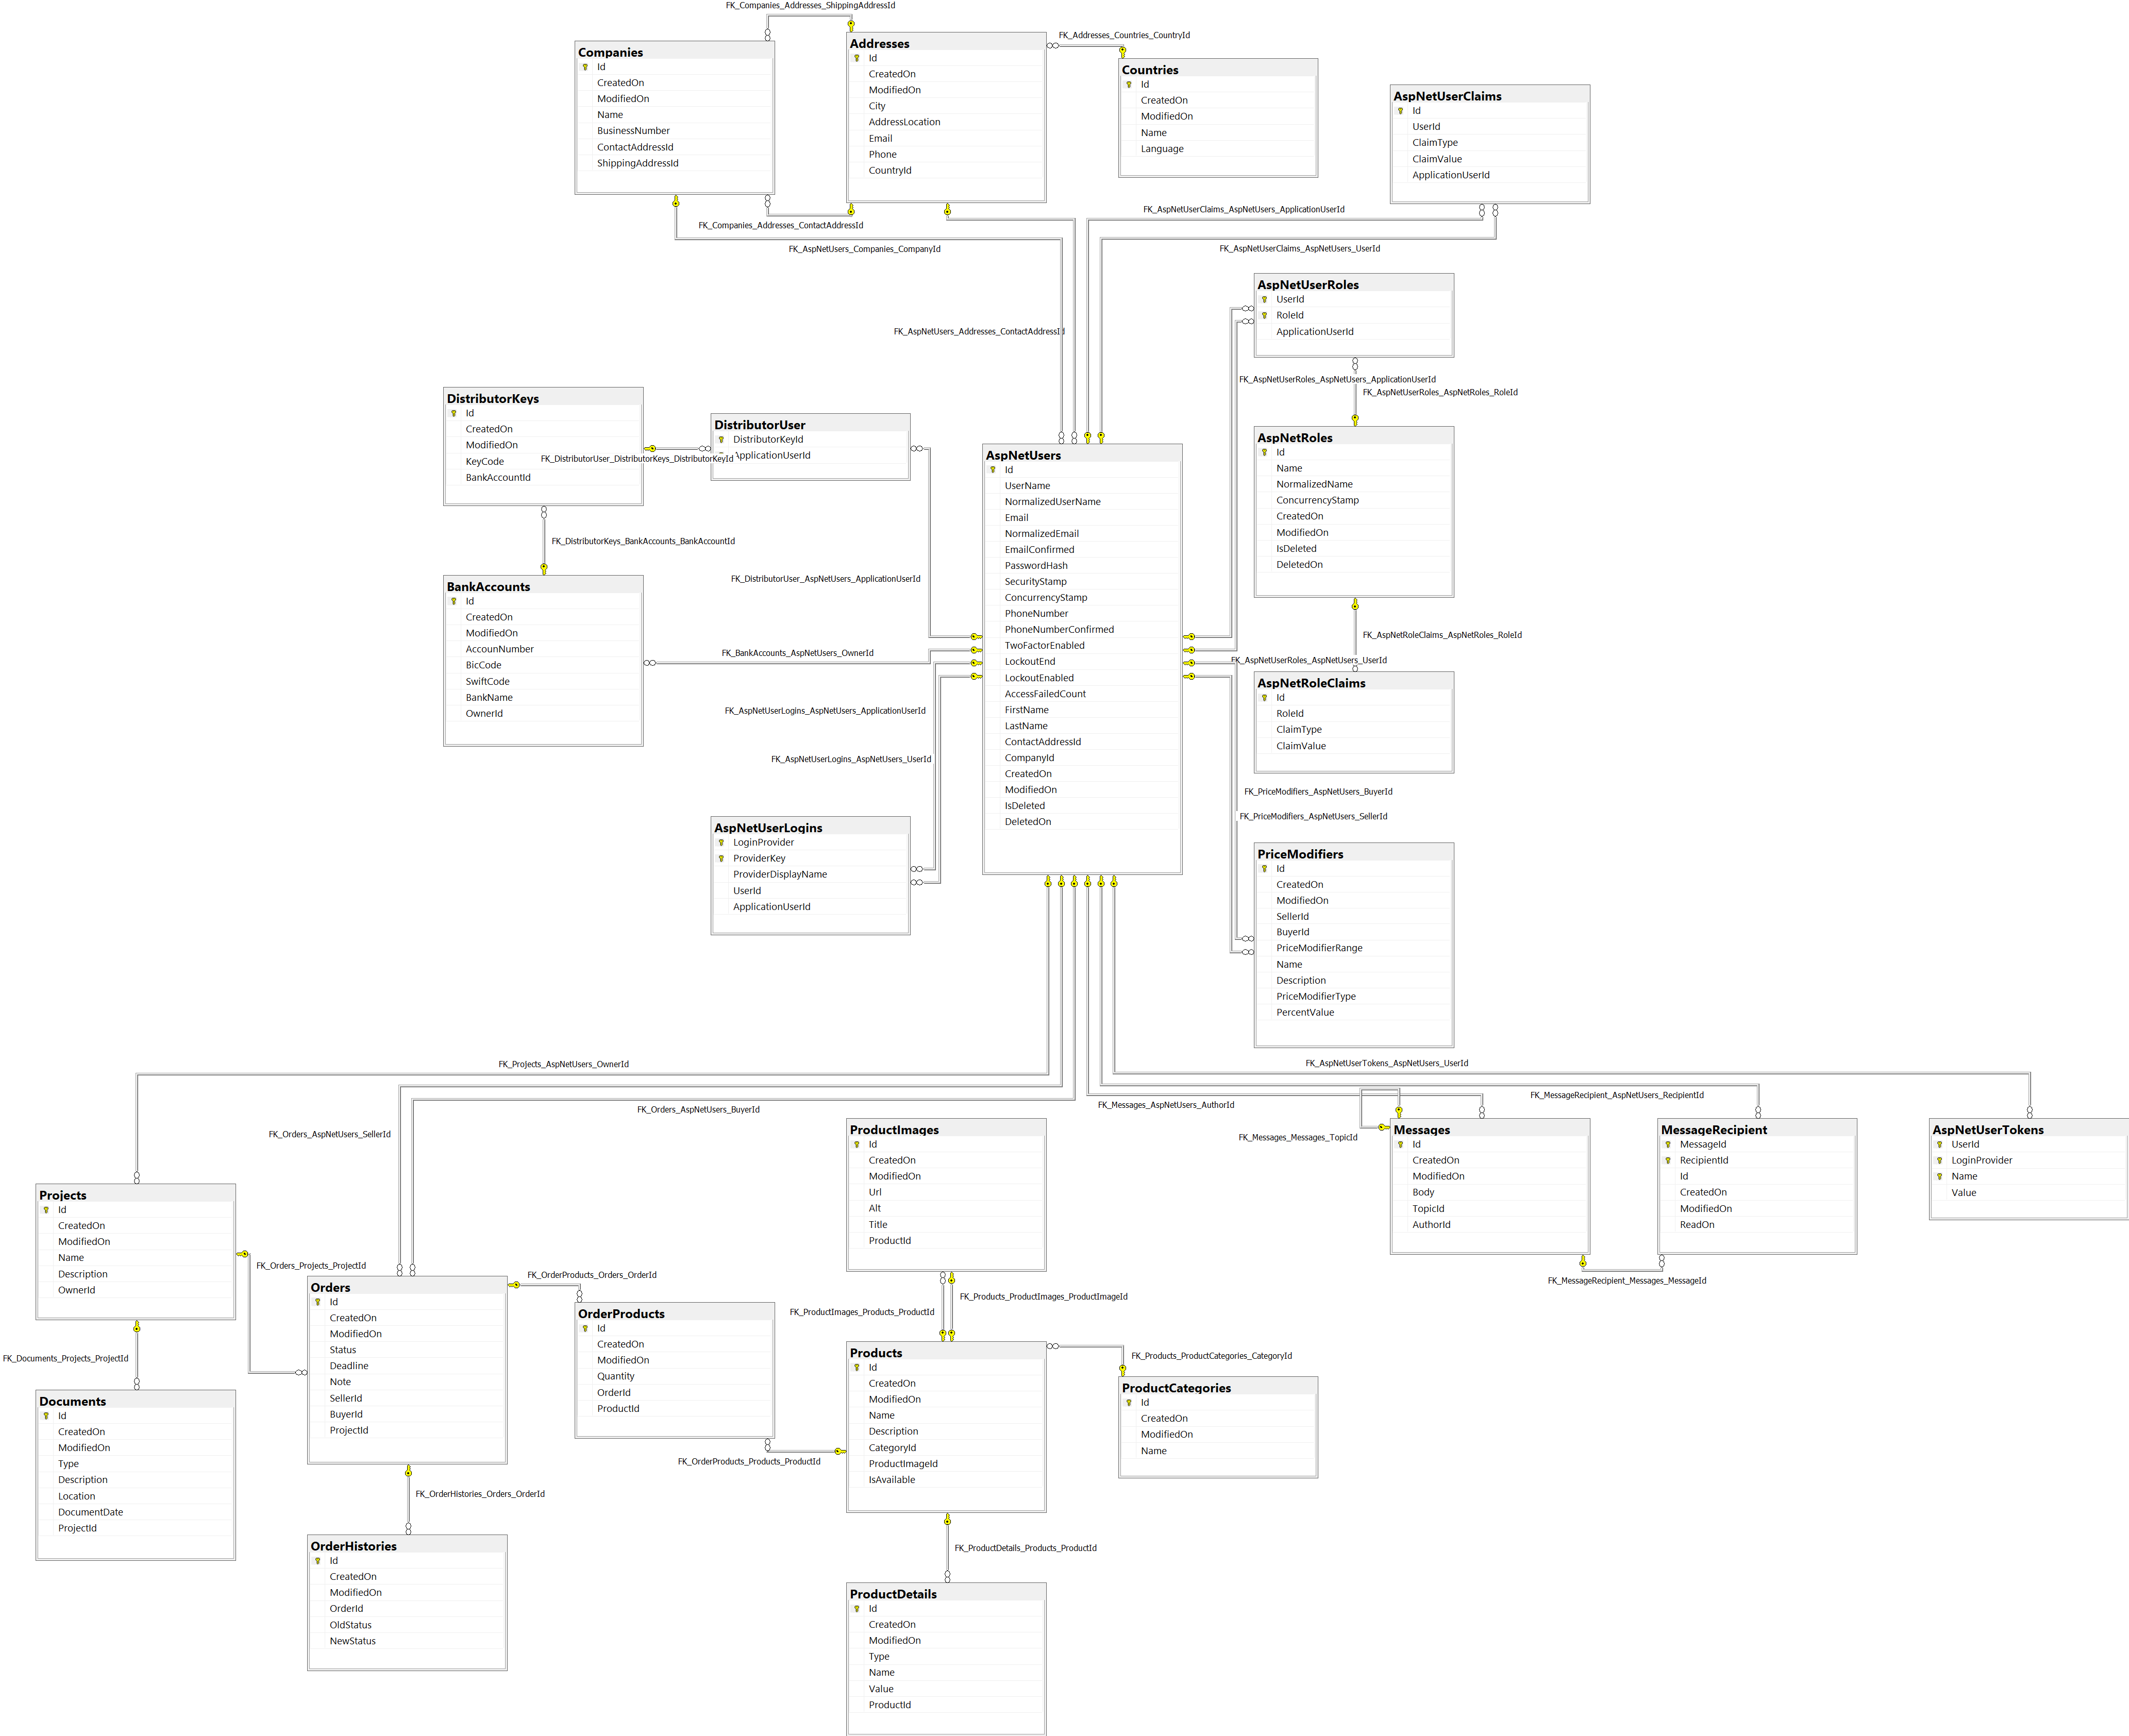 FK_Companies_Addresses_ShippingAddressId
Companies
Id
CreatedOn
ModifiedOn
Name
BusinessNumber
ContactAddressId
ShippingAddressId
Addresses
Id
CreatedOn
ModifiedOn
City
AddressLocation
Email
Phone
CountryId
FK_Addresses_Countries_CountryId
Countries
Id
CreatedOn
ModifiedOn
Name
Language
AspNetUserClaims
Id
UserId
ClaimType
ClaimValue
ApplicationUserId
FK_Companies_Addresses_ContactAddressId
FK_AspNetUsers_Companies_CompanyId
FK_AspNetUserClaims_AspNetUsers_ApplicationUserId
FK_AspNetUserClaims_AspNetUsers_UserId
FK_AspNetUsers_Addresses_ContactAddressId
AspNetUserRoles
UserId
RoleId
ApplicationUserId
FK_AspNetUserRoles_AspNetUsers_ApplicationUserId
FK_AspNetUserRoles_AspNetRoles_RoleId
DistributorKeys
Id
CreatedOn
ModifiedOn
KeyCode
BankAccountId
DistributorUser
DistributorKeyId
ApplicationUserId
FK_DistributorUser_DistributorKeys_DistributorKeyId
AspNetUsers
Id
UserName
NormalizedUserName
Email
NormalizedEmail
EmailConfirmed
PasswordHash
SecurityStamp
ConcurrencyStamp
PhoneNumber
PhoneNumberConfirmed
TwoFactorEnabled
LockoutEnd
LockoutEnabled
AccessFailedCount
FirstName
LastName
ContactAddressId
CompanyId
CreatedOn
ModifiedOn
IsDeleted
DeletedOn
AspNetRoles
Id
Name
NormalizedName
ConcurrencyStamp
CreatedOn
ModifiedOn
IsDeleted
DeletedOn
FK_DistributorKeys_BankAccounts_BankAccountId
FK_DistributorUser_AspNetUsers_ApplicationUserId
BankAccounts
Id
CreatedOn
ModifiedOn
AccounNumber
BicCode
SwiftCode
BankName
OwnerId
FK_BankAccounts_AspNetUsers_OwnerId
FK_AspNetRoleClaims_AspNetRoles_RoleId
FK_AspNetUserRoles_AspNetUsers_UserId
AspNetRoleClaims
Id
RoleId
ClaimType
ClaimValue
FK_AspNetUserLogins_AspNetUsers_ApplicationUserId
FK_AspNetUserLogins_AspNetUsers_UserId
FK_PriceModifiers_AspNetUsers_BuyerId
FK_PriceModifiers_AspNetUsers_SellerId
AspNetUserLogins
LoginProvider
ProviderKey
ProviderDisplayName
UserId
ApplicationUserId
PriceModifiers
Id
CreatedOn
ModifiedOn
SellerId
BuyerId
PriceModifierRange
Name
Description
PriceModifierType
PercentValue
FK_Projects_AspNetUsers_OwnerId
FK_AspNetUserTokens_AspNetUsers_UserId
FK_Orders_AspNetUsers_BuyerId
FK_Messages_AspNetUsers_AuthorId
FK_MessageRecipient_AspNetUsers_RecipientId
FK_Orders_AspNetUsers_SellerId
FK_Messages_Messages_TopicId
ProductImages
Id
CreatedOn
ModifiedOn
Url
Alt
Title
ProductId
Messages
Id
CreatedOn
ModifiedOn
Body
TopicId
AuthorId
MessageRecipient
MessageId
RecipientId
Id
CreatedOn
ModifiedOn
ReadOn
AspNetUserTokens
UserId
LoginProvider
Name
Value
Projects
Id
CreatedOn
ModifiedOn
Name
Description
OwnerId
FK_Orders_Projects_ProjectId
FK_OrderProducts_Orders_OrderId
FK_MessageRecipient_Messages_MessageId
Orders
Id
CreatedOn
ModifiedOn
Status
Deadline
Note
SellerId
BuyerId
ProjectId
OrderProducts
Id
CreatedOn
ModifiedOn
Quantity
OrderId
ProductId
FK_ProductImages_Products_ProductId
FK_Products_ProductImages_ProductImageId
FK_Documents_Projects_ProjectId
Products
Id
CreatedOn
ModifiedOn
Name
Description
CategoryId
ProductImageId
IsAvailable
FK_Products_ProductCategories_CategoryId
ProductCategories
Id
CreatedOn
ModifiedOn
Name
Documents
Id
CreatedOn
ModifiedOn
Type
Description
Location
DocumentDate
ProjectId
FK_OrderProducts_Products_ProductId
FK_OrderHistories_Orders_OrderId
OrderHistories
Id
CreatedOn
ModifiedOn
OrderId
OldStatus
NewStatus
FK_ProductDetails_Products_ProductId
ProductDetails
Id
CreatedOn
ModifiedOn
Type
Name
Value
ProductId